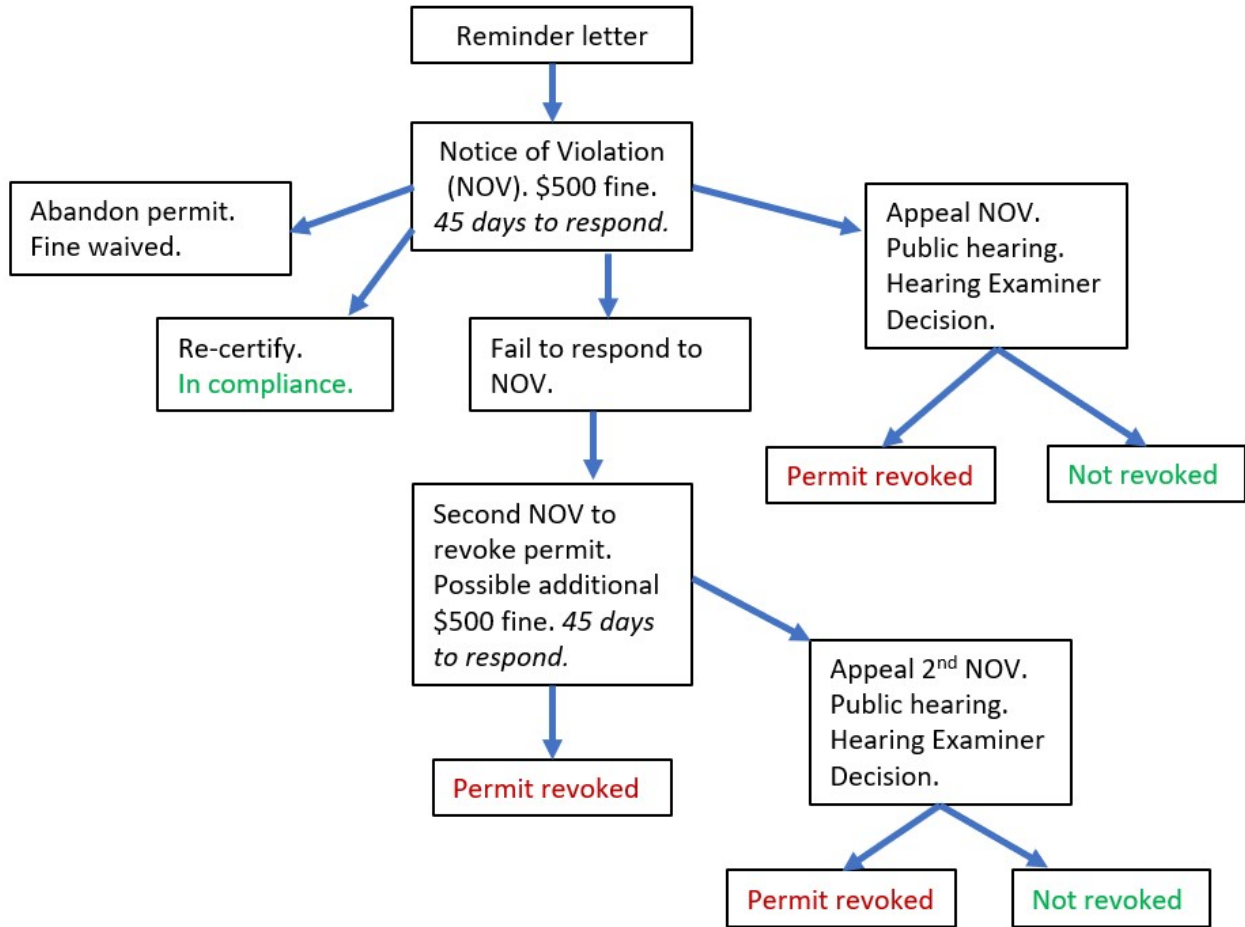 Reminder letter
Notice of Violation
(NOV). $500 fine.
45 days to respond.
Abandon permit.
Fine waived.
Appeal NOV.
Public hearing.
Hearing Examiner
Decision.
Re-certify.
In compliance.
Fail to respond to
NOV.
Permit revoked
Not revoked
Second NOV to
revoke permit.
Possible additional
$500 fine. 45 days
to respond.
Appeal 2nd NOV.
Public hearing.
Hearing Examiner
Decision.
Permit revoked
Permit revoked
Not revoked